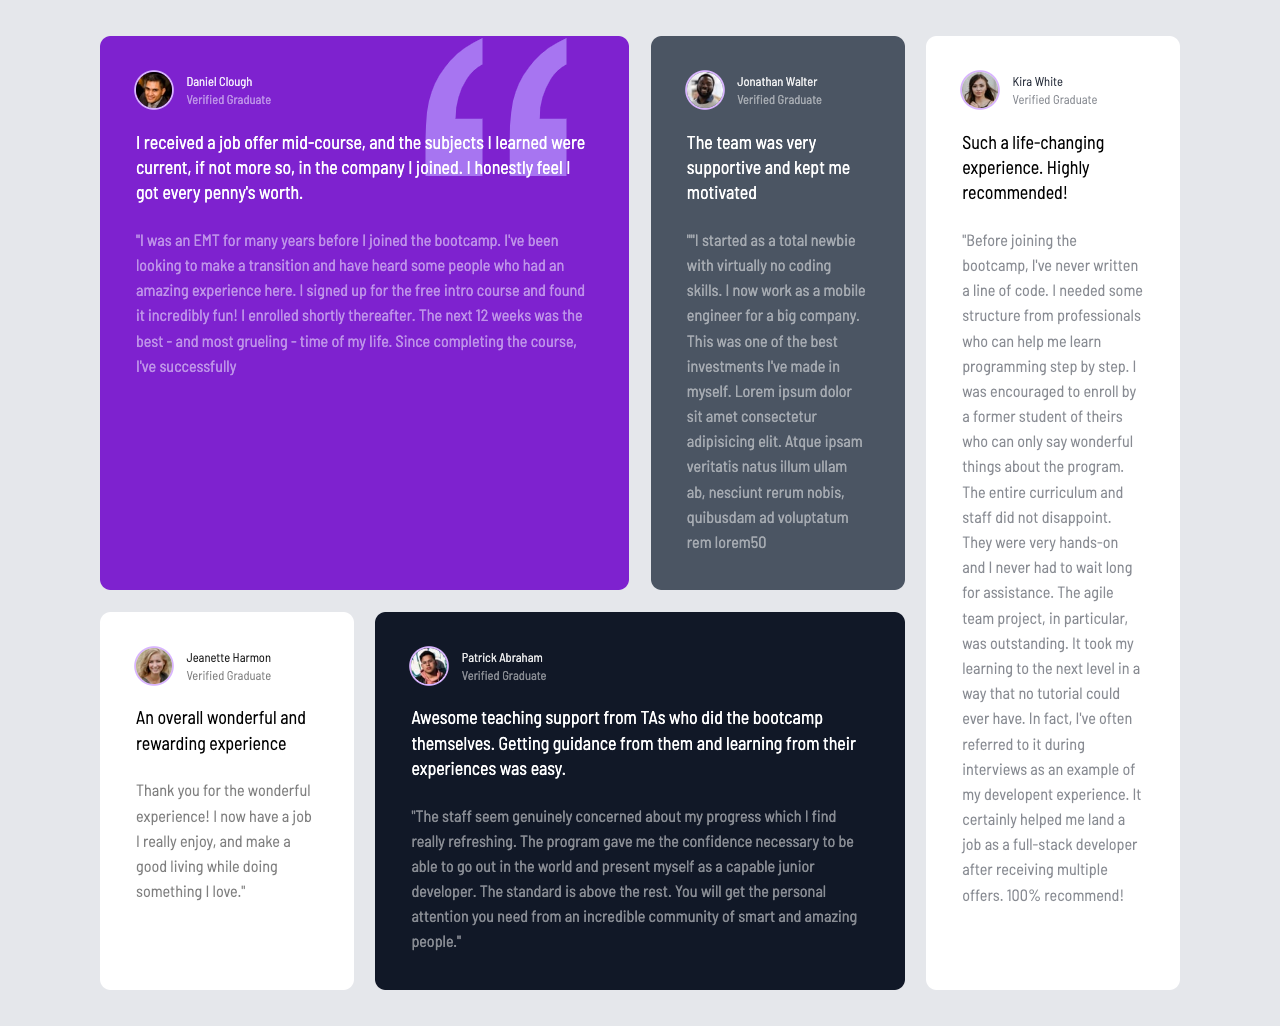 Daniel Clough
Verified Graduate
I received a job offer mid-course, and the subjects I learned were
current, if not more so, in the company I joined. I honestly feel I
got every penny's worth.
"I was an EMT for many years before I joined the bootcamp. I've been
looking to make a transition and have heard some people who had an
amazing experience here. I signed up for the free intro course and found
it incredibly fun! I enrolled shortly thereafter. The next 12 weeks was the
best - and most grueling - time of my life. Since completing the course,
I've successfully
Jonathan Walter
Verified Graduate
The team was very
supportive and kept me
motivated
""I started as a total newbie
with virtually no coding
skills. I now work as a mobile
engineer for a big company.
This was one of the best
investments I've made in
myself. Lorem ipsum dolor
sit amet consectetur
adipisicing elit. Atque ipsam
veritatis natus illum ullam
ab, nesciunt rerum nobis,
quibusdam ad voluptatum
rem lorem50
Kira White
Verified Graduate
Such a life-changing
experience. Highly
recommended!
"Before joining the
bootcamp, I've never written
a line of code. I needed some
structure from professionals
who can help me learn
programming step by step. I
was encouraged to enroll by
a former student of theirs
who can only say wonderful
things about the program.
The entire curriculum and
staff did not disappoint.
They were very hands-on
and I never had to wait long
for assistance. The agile
team project, in particular,
was outstanding. It took my
learning to the next level in a
way that no tutorial could
ever have. In fact, I've often
referred to it during
interviews as an example of
my developent experience. It
certainly helped me land a
job as a full-stack developer
after receiving multiple
offers. 100% recommend!
Jeanette Harmon
Verified Graduate
An overall wonderful and
rewarding experience
Thank you for the wonderful
experience! I now have a job
I really enjoy, and make a
good living while doing
something I love."
Patrick Abraham
Verified Graduate
Awesome teaching support from TAs who did the bootcamp
themselves. Getting guidance from them and learning from their
experiences was easy.
"The staff seem genuinely concerned about my progress which I find
really refreshing. The program gave me the confidence necessary to be
able to go out in the world and present myself as a capable junior
developer. The standard is above the rest. You will get the personal
attention you need from an incredible community of smart and amazing
people."